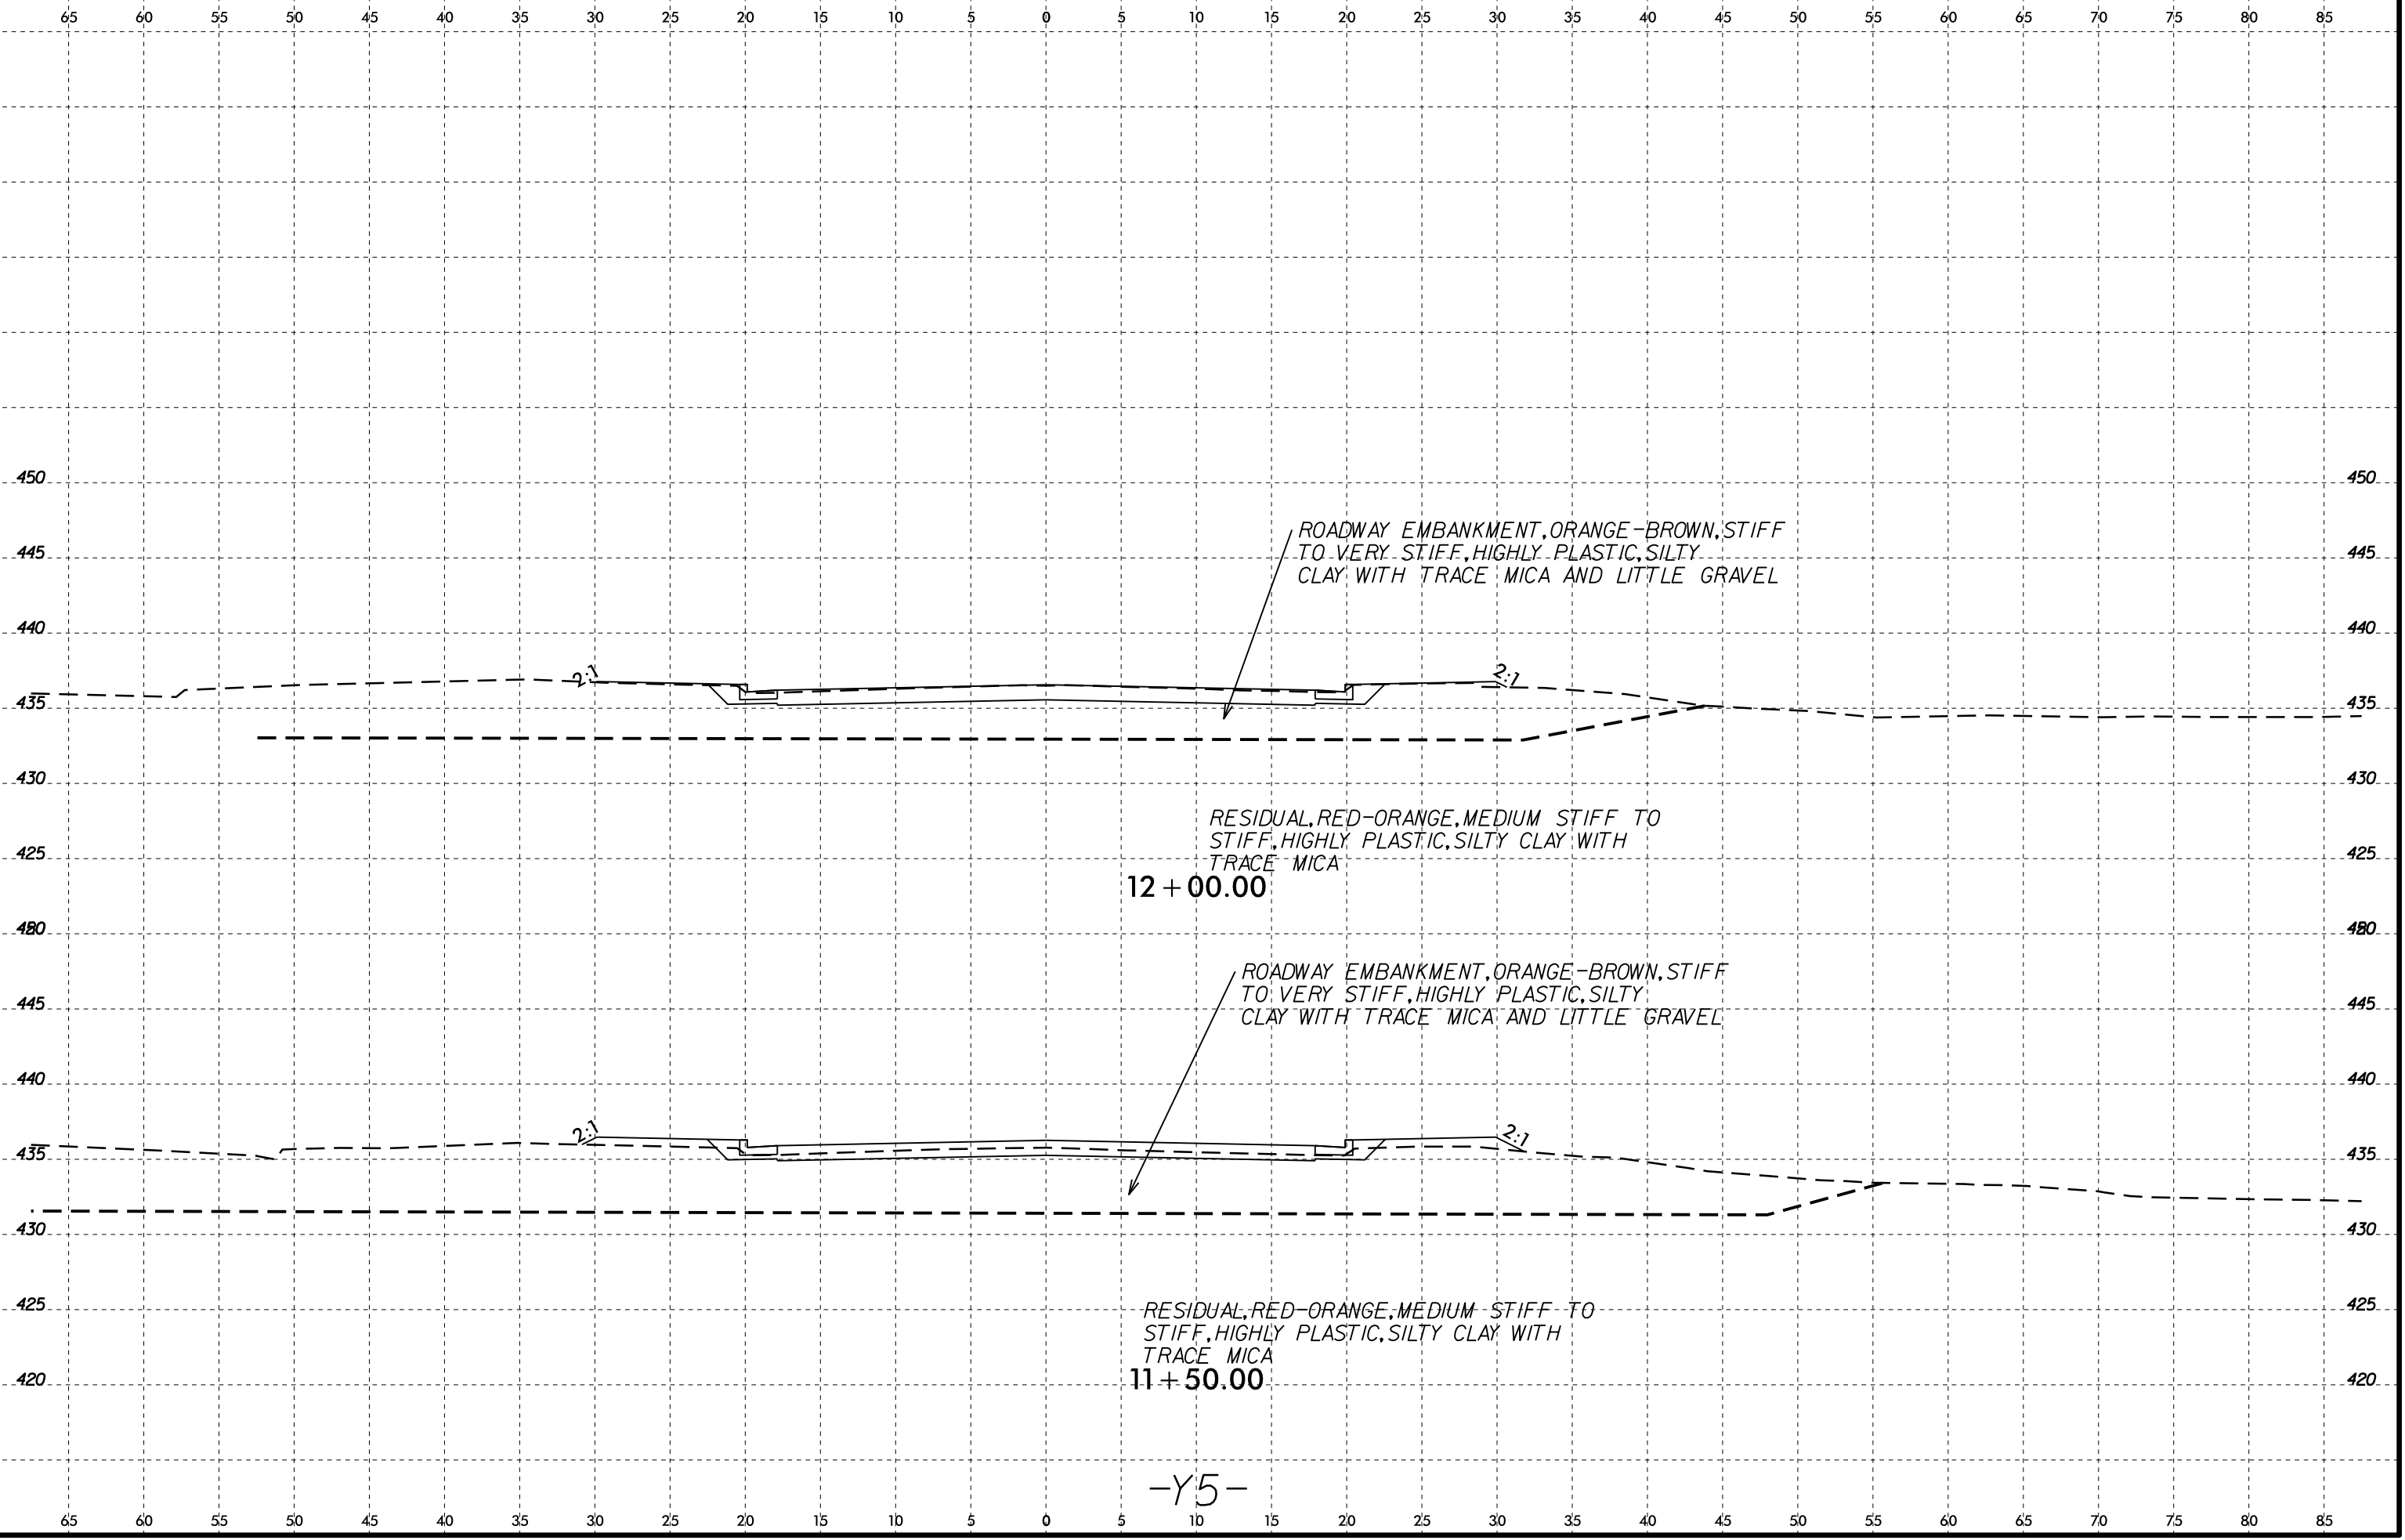 65 60 55 50 45 40 35 30 25 20 15 10 5 0 5 10 15 20 25 30 35 40 45 50 55 60 65 70 75 80 85
450 450
ROADWAY EMBANKMENT, ORANGE-BROWN, STIFF
TO VERY STIFF, HIGHLY PLASTIC, SILTY
CLAY WITH TRACE MICA AND LITTLE GRAVEL
445 445
440 440
2:1 2:1
435 435
430 430
RESIDUAL, RED-ORANGE, MEDIUM STIFF TO
STIFF, HIGHLY PLASTIC, SILTY CLAY WITH
TRACE MICA
425 425
12+00.00
ROADWAY EMBANKMENT, ORANGE-BROWN, STIFF
TO VERY STIFF, HIGHLY PLASTIC, SILTY
CLAY WITH TRACE MICA AND LITTLE GRAVEL
445 445
440 440
2:1 2:1
435 435
430 430
425 425
RESIDUAL, RED-ORANGE, MEDIUM STIFF TO
STIFF, HIGHLY PLASTIC, SILTY CLAY WITH
TRACE MICA
420 420
11+50.00
-Y5-
65 60 55 50 45 40 35 30 25 20 15 10 5 0 5 10 15 20 25 30 35 40 45 50 55 60 65 70 75 80 85